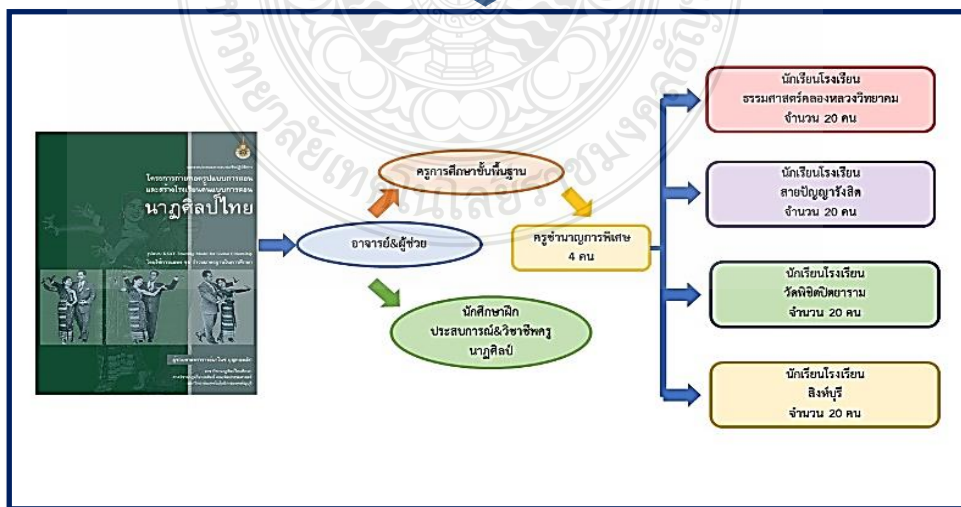 โครงการถ่ายทอดรูปแบบการสอน
และสร้างโรงเรียนต้นแบบการสอน
นาฏศิลป์ไทย
อาจารย์&ผู้ช่วย
ครูการศึกษาขั้นพื้นฐาน
นักศึกษาฝึก
ประสบการณ์&วิชาชีพครู
นาฏศิลป์
ครูชำนาญการพิเศษ
4 คน
นักเรียนโรงเรียน
ธรรมศาสตร์คลองหลวงวิทยาคม
จำนวน 20 คน
นักเรียนโรงเรียน
สายปัญญารังสิต
จำนวน 20 คน
นักเรียนโรงเรียน
วัดพิชิตปิตยาราม
จำนวน 20 คน
นักเรียนโรงเรียน
สิงห์บุรี
จำนวน 20 คน